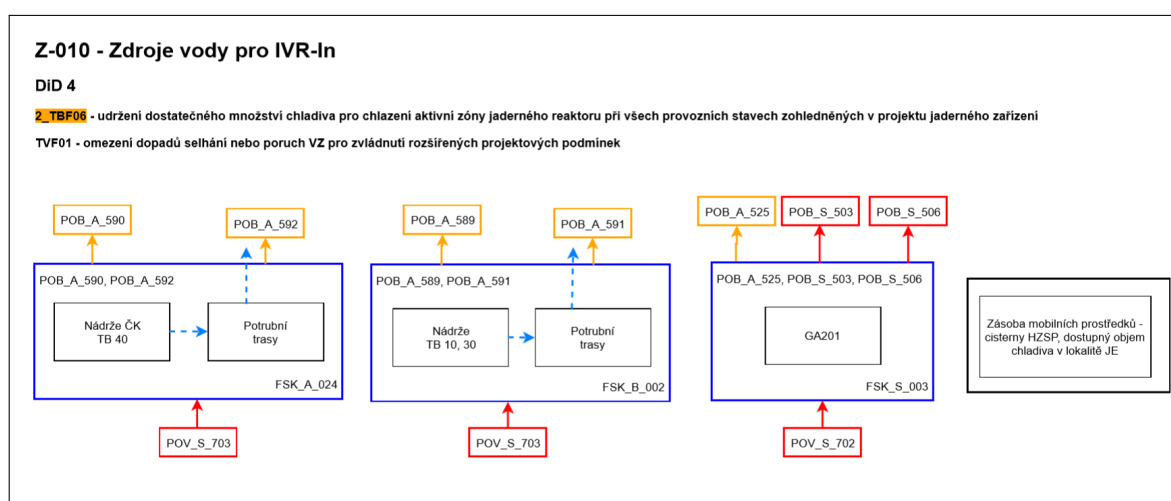 Z-010 - Zdroje vody pro IVR-In
DiD 4
2_TBF06 - udržení dostatečného množství chladiva pro chlazení aktivní zóny jaderného reaktoru při všech provozních stavech zohledněných v projektu jaderného zařízení
TVF01 - omezení dopadů selhání nebo poruch VZ pro zvládnutí rozšířených projektových podmínek
POB_A_590
POB_A_592
POB_A_589
POB_A_591
POB_A_525
POB_S_503
POB_S_506
POB_A_590, POB_A_592
Nádrže ČK
TB 40
Potrubní
trasy
FSK_A_024
POV_S_703
POB_A_589, POB_A_591
Nádrže
TB 10, 30
Potrubní
trasy
FSK_B_002
POV_S_703
POB_A_525, POB_S_503, POB_S_506
GA201
FSK_S_003
POV_S_702
Zásoba mobilních prostředků -
cisterny HZSP, dostupný objem
chladiva v lokalitě JE